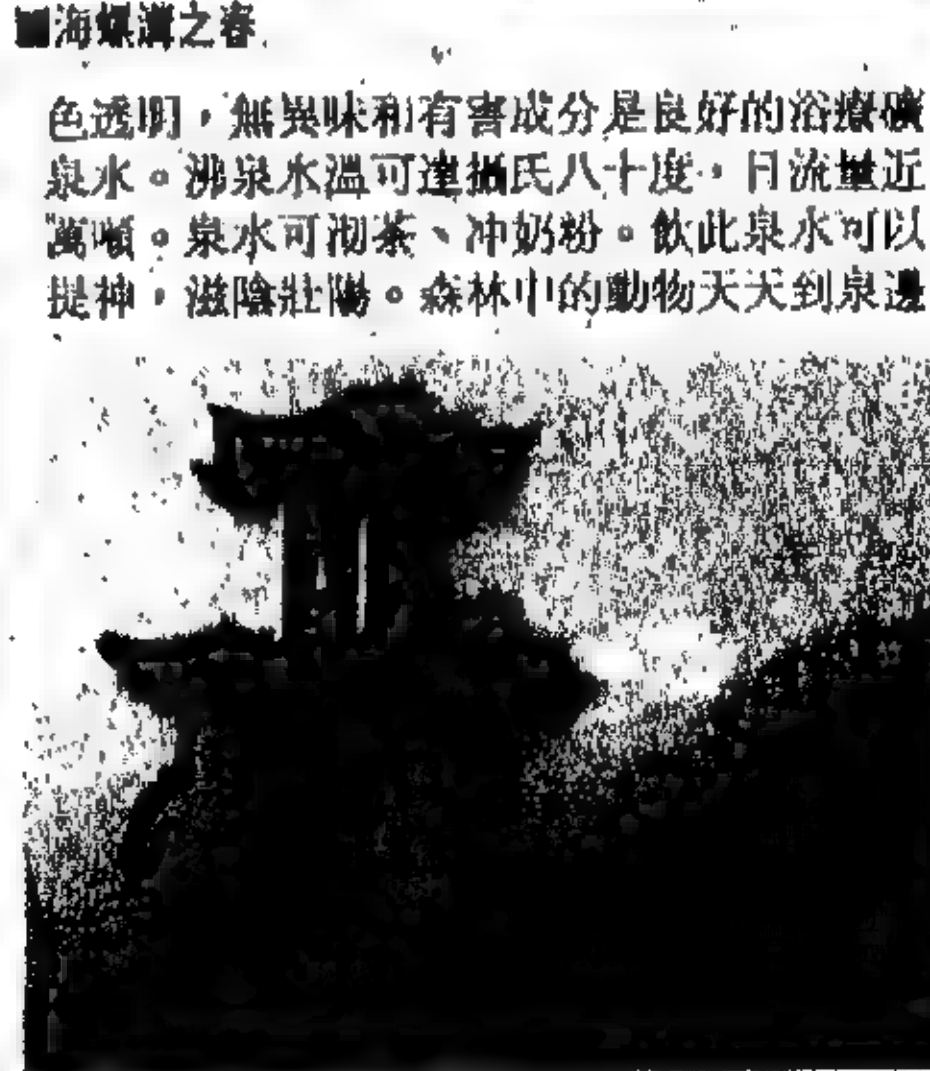 ■海螺溝之春
色透明，無異味和有害成分是良好的浴療礦
泉水。沸泉水溫可達攝氏八十度，日流量近
萬噸。泉水可沏茶、冲奶粉。飲此泉水可以
提神，滋陰壯陽。森林中的動物天天到泉邊